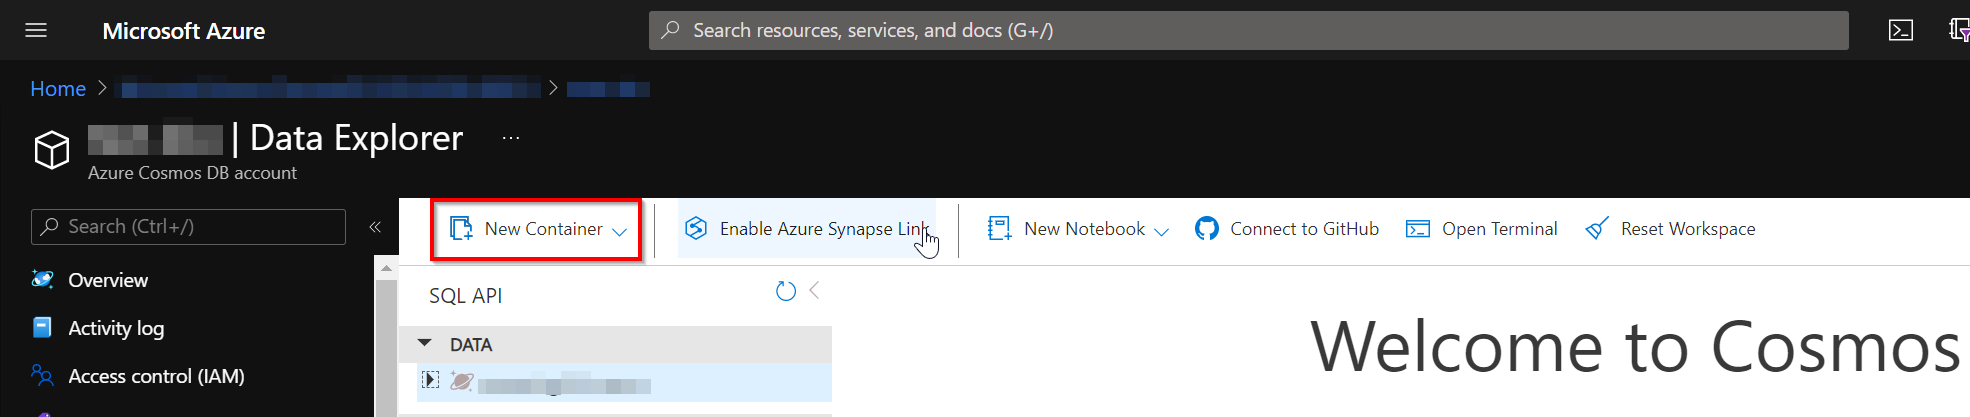 Microsoft Azure
Search resources, services, and docs (G+/)
Home
| Data Explorer ...
Azure Cosmos DB account
Search (Ctrl+/)
New Container
Enable Azure Synapse Link
New Notebook
Connect to GitHub
Open Terminal
Reset Workspace
Overview
Activity log
Access control (IAM)
SQL API
DATA
Welcome to Cosmos